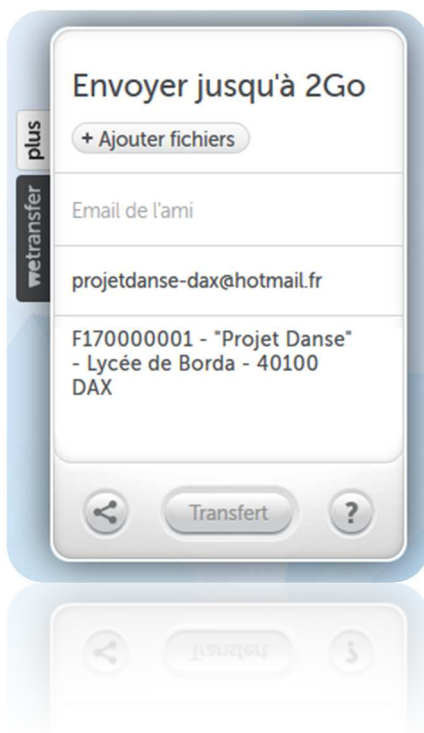 Envoyer jusqu'à 2Go
+ Ajouter fichiers
plus
wetransfer
Email de l'ami
projetdanse-dax@hotmail.fr
F170000001 - "Projet Danse"
- Lycée de Borda - 40100
DAX
Transfert
?
Transfert
?